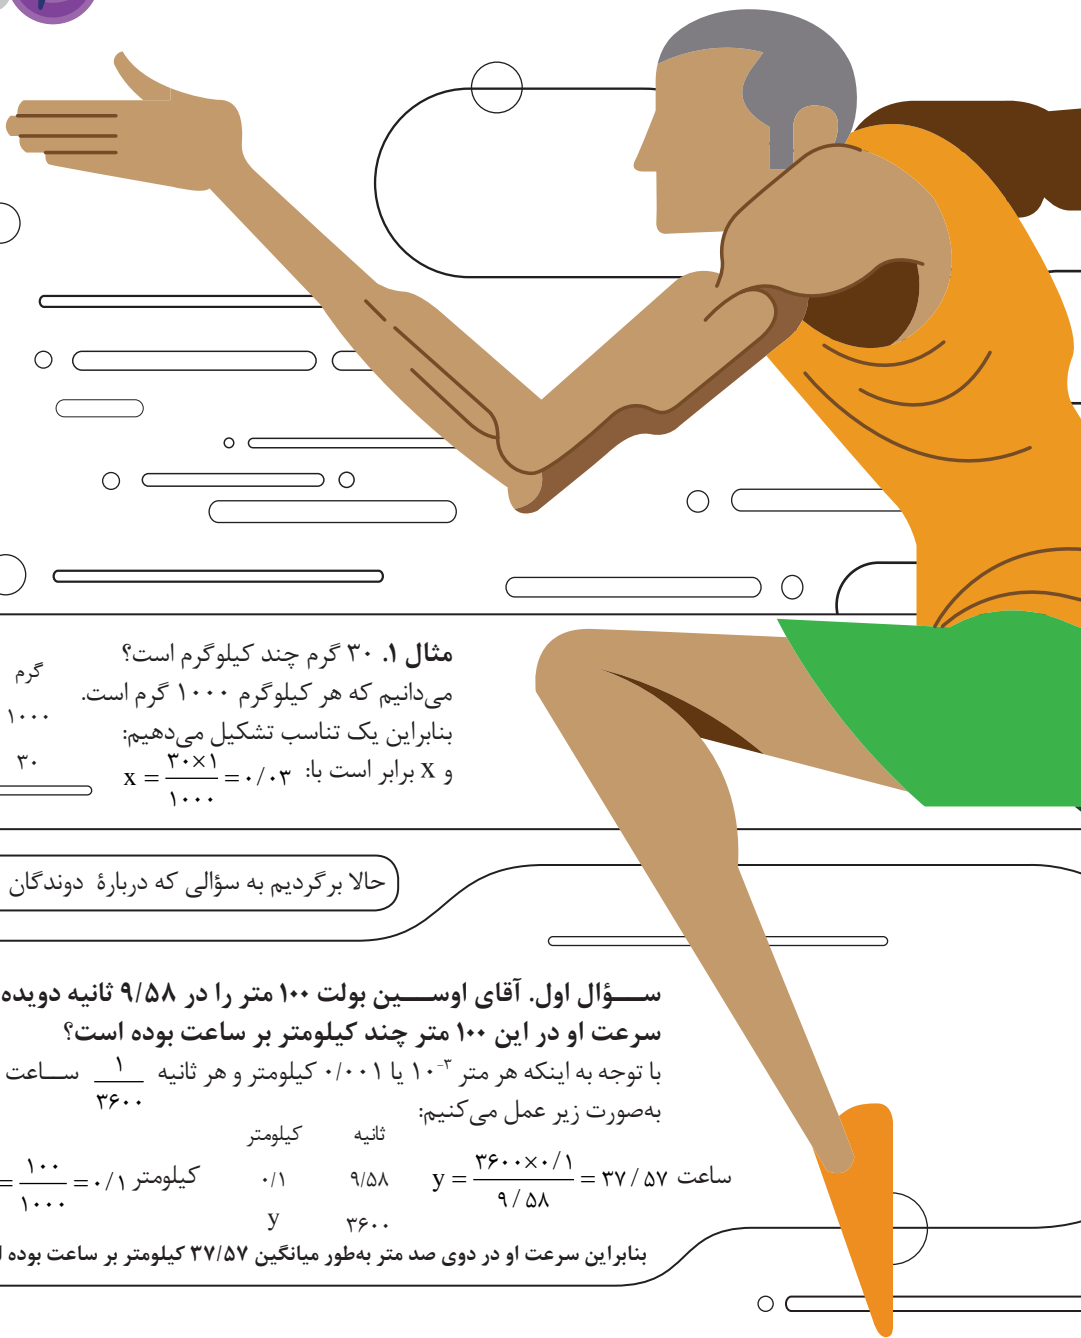 مثال ۱. ۳۰ گرم چند کیلوگرم است؟
می‌دانیم که هر کیلوگرم ۱۰۰۰ گرم است.
بنابراین یک تناسب تشکیل می‌دهیم:
و x برابر است با: x = ۳۰×۱ / ۱۰۰۰ = ۰/۰۳
گرم
۱۰۰۰
۳۰
حالا برگردیم به سؤالی که دربارهٔ دوندگان
ســـؤال اول. آقای اوســـین بولت ۱۰۰ متر را در ۹/۵۸ ثانیه دویده
سرعت او در این ۱۰۰ متر چند کیلومتر بر ساعت بوده است؟
با توجه به اینکه هر متر ۱۰⁻³ یا ۰/۰۰۱ کیلومتر و هر ثانیه ۱/۳۶۰۰ ســاعت
به‌صورت زیر عمل می‌کنیم:
ثانیه کیلومتر
۹/۵۸ ۰/۱
۳۶۰۰ y
ساعت y = ۳۶۰۰×۰/۱ / ۹/۵۸ = ۳۷/۵۷
کیلومتر = ۱۰۰ / ۱۰۰۰ = ۰/۱
بنابراین سرعت او در دوی صد متر به‌طور میانگین ۳۷/۵۷ کیلومتر بر ساعت بوده